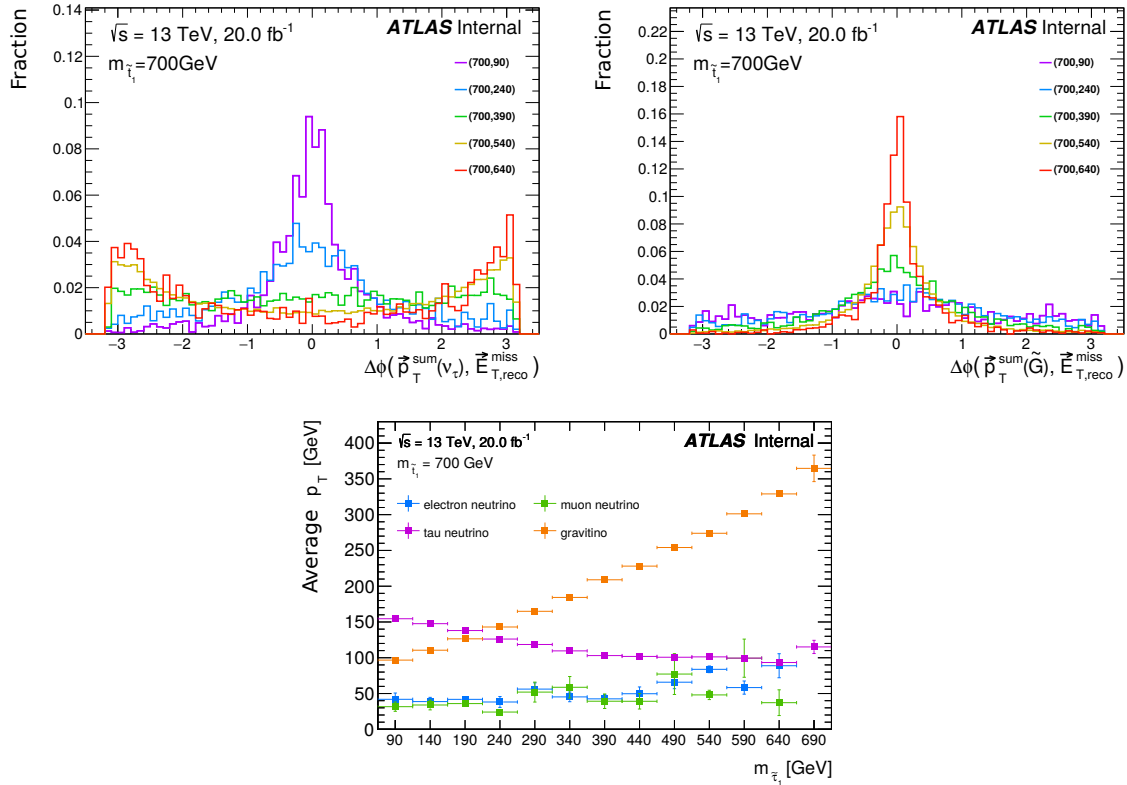 √s = 13 TeV, 20.0 fb⁻¹
ATLAS Internal
m_t̃₁=700GeV
(700,90)
(700,240)
(700,390)
(700,540)
(700,640)
Fraction
0.14
0.12
0.1
0.08
0.06
0.04
0.02
0
−3 −2 −1 0 1 2 3
Δϕ( p⃗_T^sum(ν_τ), E⃗_T,reco^miss )
√s = 13 TeV, 20.0 fb⁻¹
ATLAS Internal
m_t̃₁=700GeV
(700,90)
(700,240)
(700,390)
(700,540)
(700,640)
Fraction
0.22
0.2
0.18
0.16
0.14
0.12
0.1
0.08
0.06
0.04
0.02
0
−3 −2 −1 0 1 2 3
Δϕ( p⃗_T^sum(G̃), E⃗_T,reco^miss )
√s = 13 TeV, 20.0 fb⁻¹
ATLAS Internal
m_t̃₁ = 700 GeV
electron neutrino
muon neutrino
tau neutrino
gravitino
Average p_T [GeV]
400
350
300
250
200
150
100
50
0
90 140 190 240 290 340 390 440 490 540 590 640 690
m_τ̃₁ [GeV]